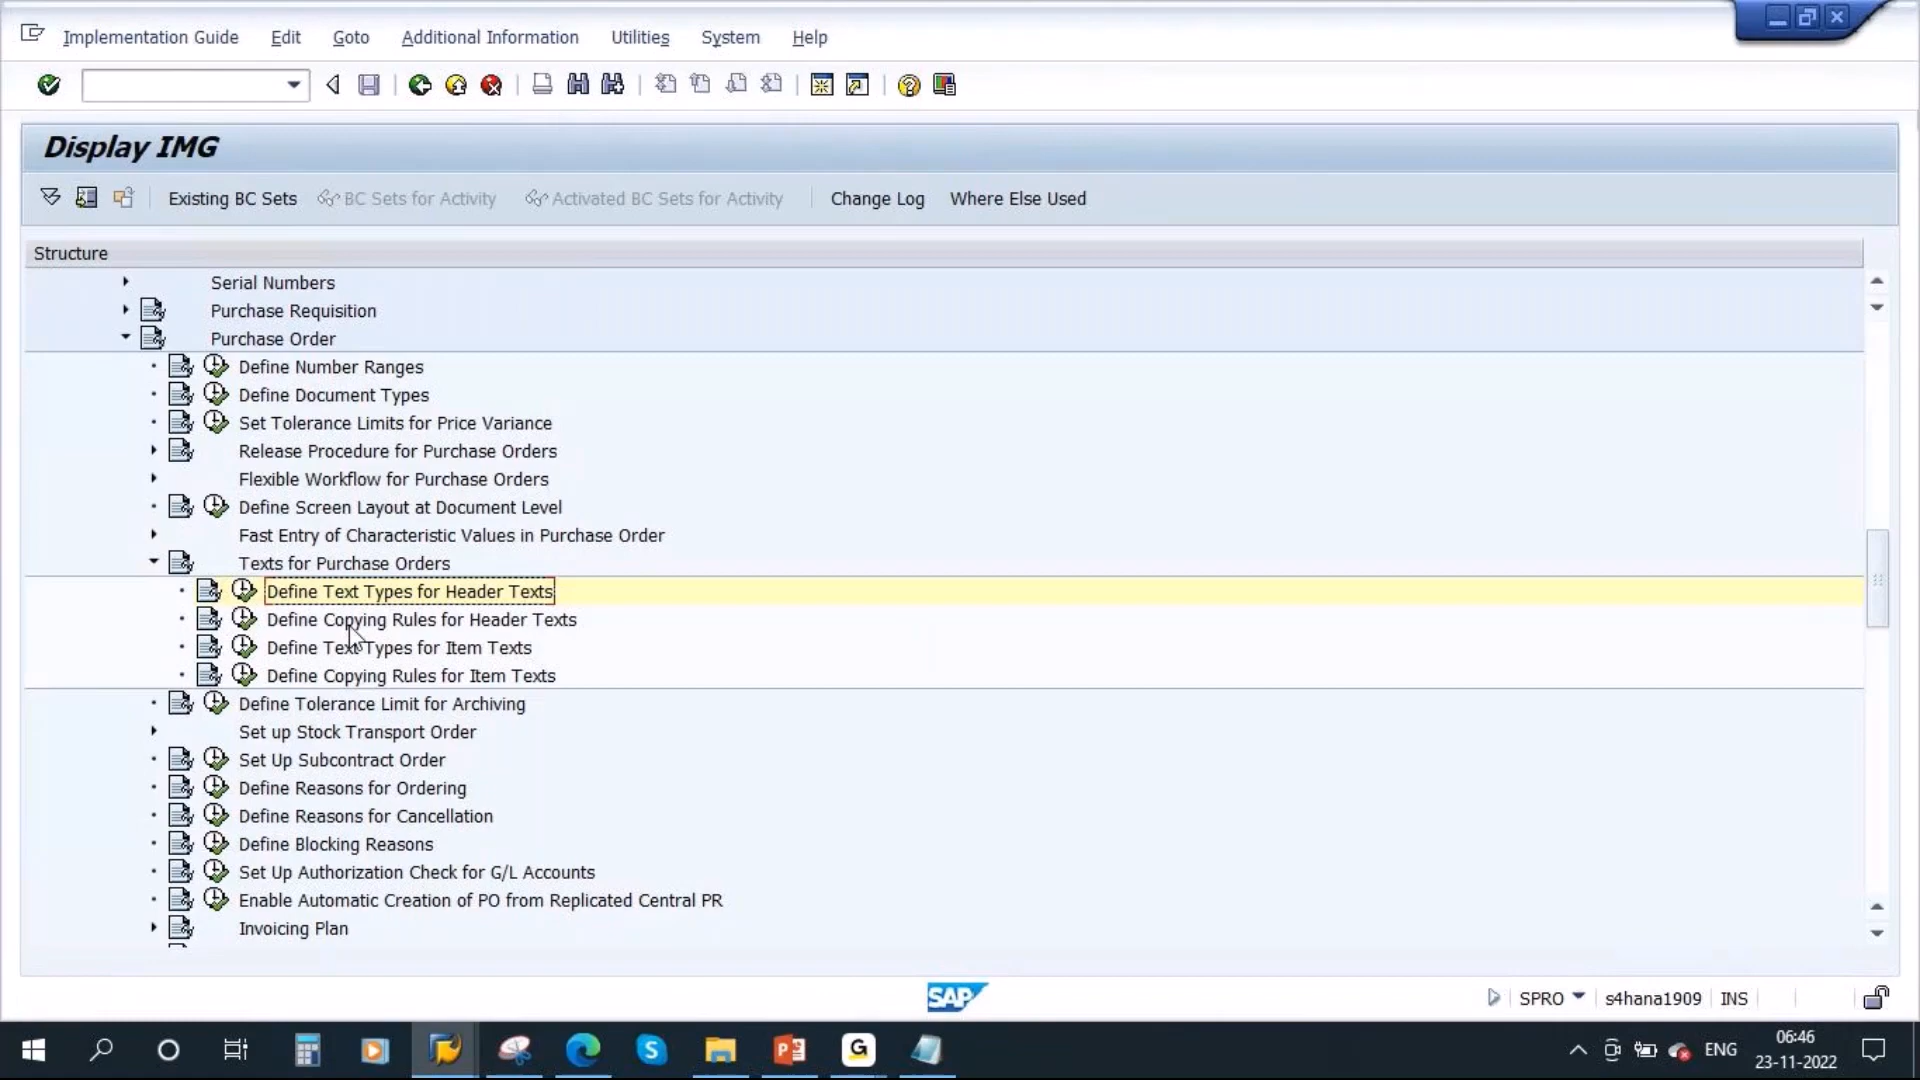 Implementation Guide Edit Goto Additional Information Utilities System Help
Display IMG
Existing BC Sets BC Sets for Activity Activated BC Sets for Activity Change Log Where Else Used
Structure
Serial Numbers
Purchase Requisition
Purchase Order
Define Number Ranges
Define Document Types
Set Tolerance Limits for Price Variance
Release Procedure for Purchase Orders
Flexible Workflow for Purchase Orders
Define Screen Layout at Document Level
Fast Entry of Characteristic Values in Purchase Order
Texts for Purchase Orders
Define Text Types for Header Texts
Define Copying Rules for Header Texts
Define Text Types for Item Texts
Define Copying Rules for Item Texts
Define Tolerance Limit for Archiving
Set up Stock Transport Order
Set Up Subcontract Order
Define Reasons for Ordering
Define Reasons for Cancellation
Define Blocking Reasons
Set Up Authorization Check for G/L Accounts
Enable Automatic Creation of PO from Replicated Central PR
Invoicing Plan
SAP SPRO s4hana1909 INS
ENG 06:46
23-11-2022